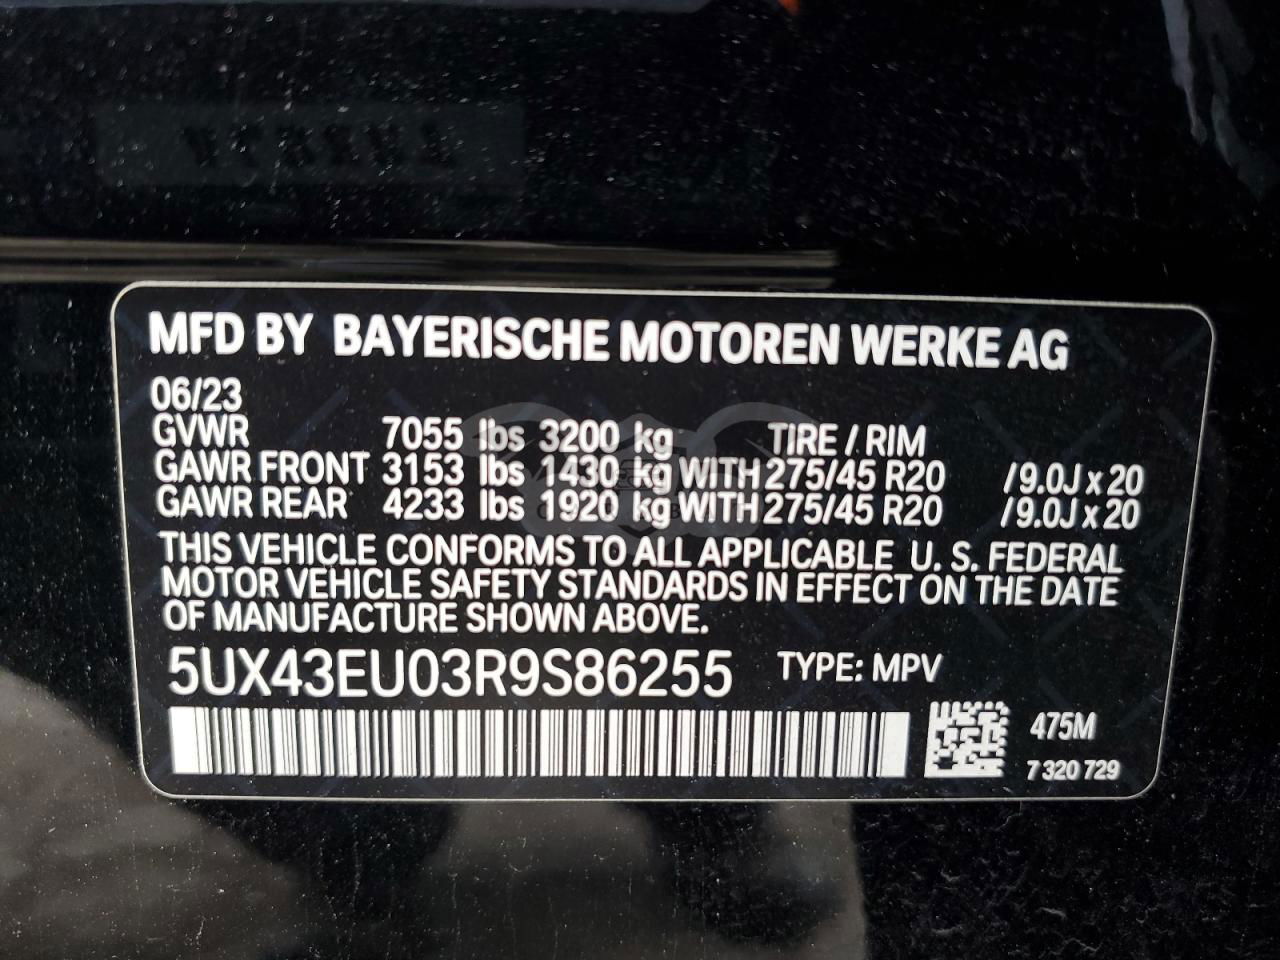 MFD BY BAYERISCHE MOTOREN WERKE AG
06/23
GVWR 7055 lbs 3200 kg TIRE / RIM
GAWR FRONT 3153 lbs 1430 kg WITH 275/45 R20 /9.0J x 20
GAWR REAR 4233 lbs 1920 kg WITH 275/45 R20 /9.0J x 20
THIS VEHICLE CONFORMS TO ALL APPLICABLE U. S. FEDERAL
MOTOR VEHICLE SAFETY STANDARDS IN EFFECT ON THE DATE
OF MANUFACTURE SHOWN ABOVE.
5UX43EU03R9S86255 TYPE: MPV
475M
7 320 729